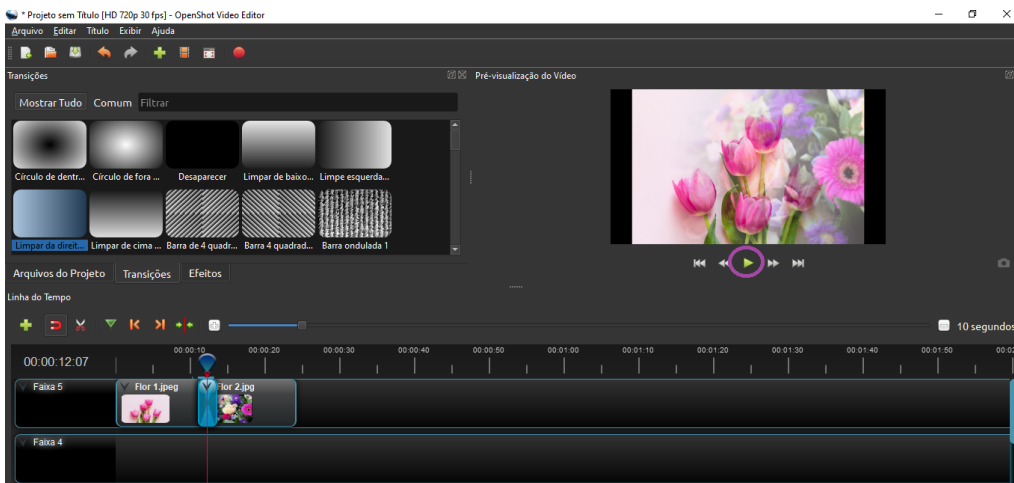 * Projeto sem Título [HD 720p 30 fps] - OpenShot Video Editor
Arquivo Editar Título Exibir Ajuda
Transições
Pré-visualização do Vídeo
Mostrar Tudo Comum Filtrar
Círculo de dentr... Círculo de fora ... Desaparecer Limpar de baixo... Limpe esquerda...
Limpar da direit... Limpar de cima ... Barra de 4 quadr... Barra 4 quadrad... Barra ondulada 1
Arquivos do Projeto Transições Efeitos
Linha do Tempo
10 segundos
00:00:12:07
00:00:10 00:00:20 00:00:30 00:00:40 00:00:50 00:01:00 00:01:10 00:01:20 00:01:30 00:01:40 00:01:50 00:02
Faixa 5 Flor 1.jpeg Flor 2.jpg
Faixa 4